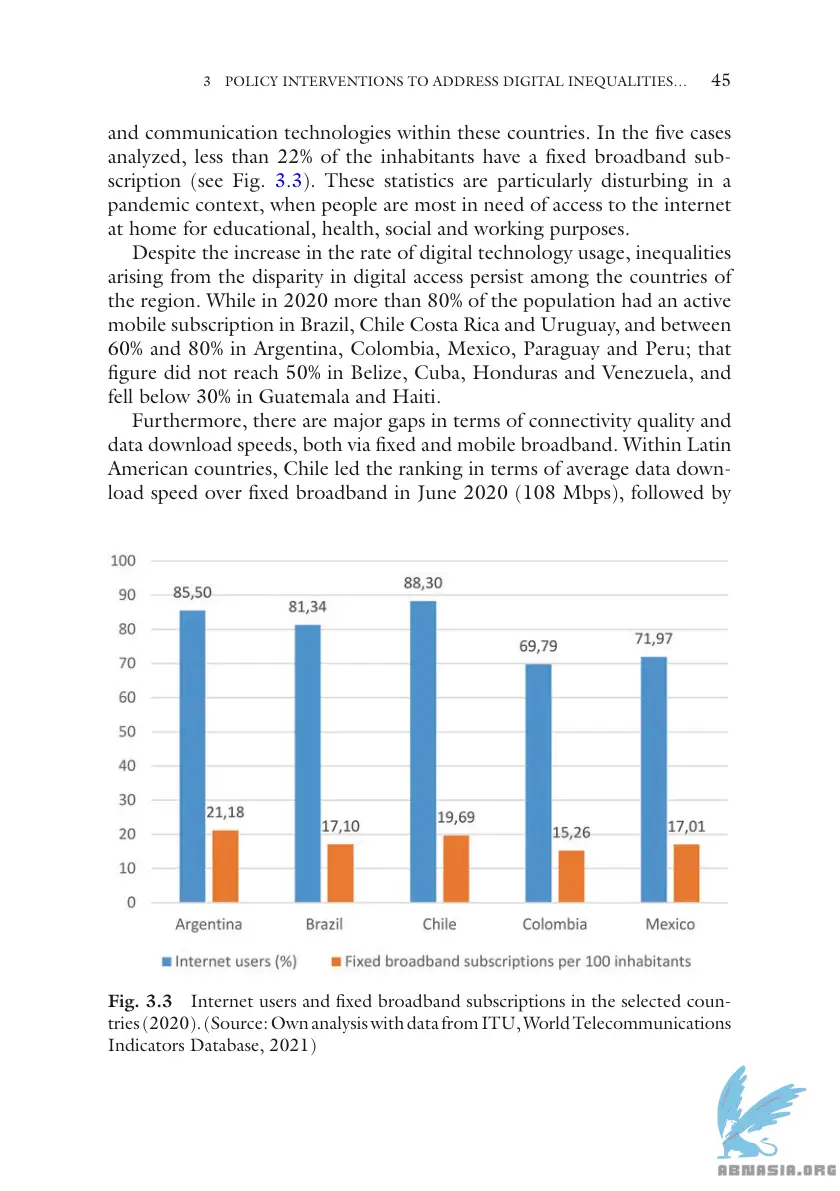 3 POLICY INTERVENTIONS TO ADDRESS DIGITAL INEQUALITIES… 45
and communication technologies within these countries. In the five cases
analyzed, less than 22% of the inhabitants have a fixed broadband sub-
scription (see Fig. 3.3). These statistics are particularly disturbing in a
pandemic context, when people are most in need of access to the internet
at home for educational, health, social and working purposes.
Despite the increase in the rate of digital technology usage, inequalities
arising from the disparity in digital access persist among the countries of
the region. While in 2020 more than 80% of the population had an active
mobile subscription in Brazil, Chile Costa Rica and Uruguay, and between
60% and 80% in Argentina, Colombia, Mexico, Paraguay and Peru; that
figure did not reach 50% in Belize, Cuba, Honduras and Venezuela, and
fell below 30% in Guatemala and Haiti.
Furthermore, there are major gaps in terms of connectivity quality and
data download speeds, both via fixed and mobile broadband. Within Latin
American countries, Chile led the ranking in terms of average data down-
load speed over fixed broadband in June 2020 (108 Mbps), followed by
100
90
80
70
60
50
40
30
20
10
0
85,50
21,18
81,34
17,10
88,30
19,69
69,79
15,26
71,97
17,01
Argentina Brazil Chile Colombia Mexico
Internet users (%) Fixed broadband subscriptions per 100 inhabitants
Fig. 3.3 Internet users and fixed broadband subscriptions in the selected coun-
tries (2020). (Source: Own analysis with data from ITU, World Telecommunications
Indicators Database, 2021)
ABNASIA.ORG